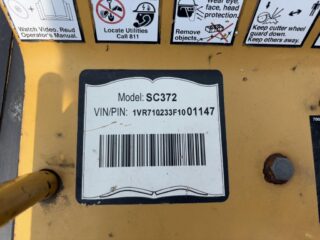 Watch Video. Read
Operator's Manual.
Locate Utilities
Call 811
Remove
objects.
Wear eye,
face, head
protection.
Keep cutter wheel
guard down.
Keep others away.
Model: SC372
VIN/PIN: 1VR710233F1001147